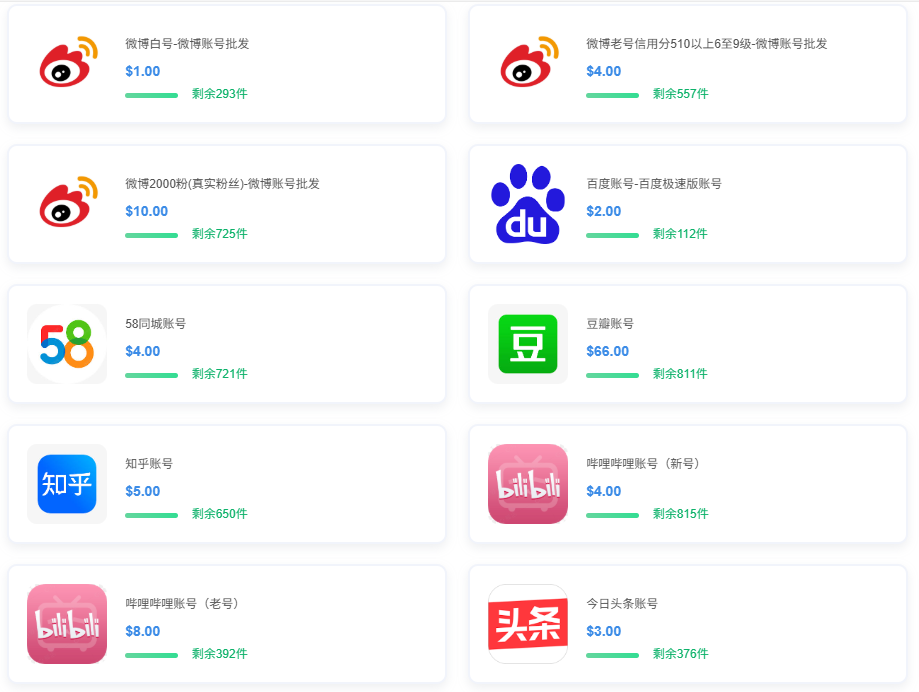 微博白号-微博账号批发
$1.00
剩余293件
微博老号信用分510以上6至9级-微博账号批发
$4.00
剩余557件
微博2000粉(真实粉丝)-微博账号批发
$10.00
剩余725件
du
百度账号-百度极速版账号
$2.00
剩余112件
58
58同城账号
$4.00
剩余721件
豆
豆瓣账号
$66.00
剩余811件
知乎
知乎账号
$5.00
剩余650件
bilibili
哔哩哔哩账号（新号）
$4.00
剩余815件
bilibili
哔哩哔哩账号（老号）
$8.00
剩余392件
头条
今日头条账号
$3.00
剩余376件